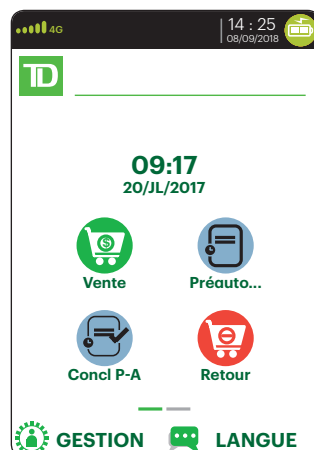 4G
14 : 25
08/09/2018
TD
09:17
20/JL/2017
Vente
Préauto...
Concl P-A
Retour
GESTION
LANGUE